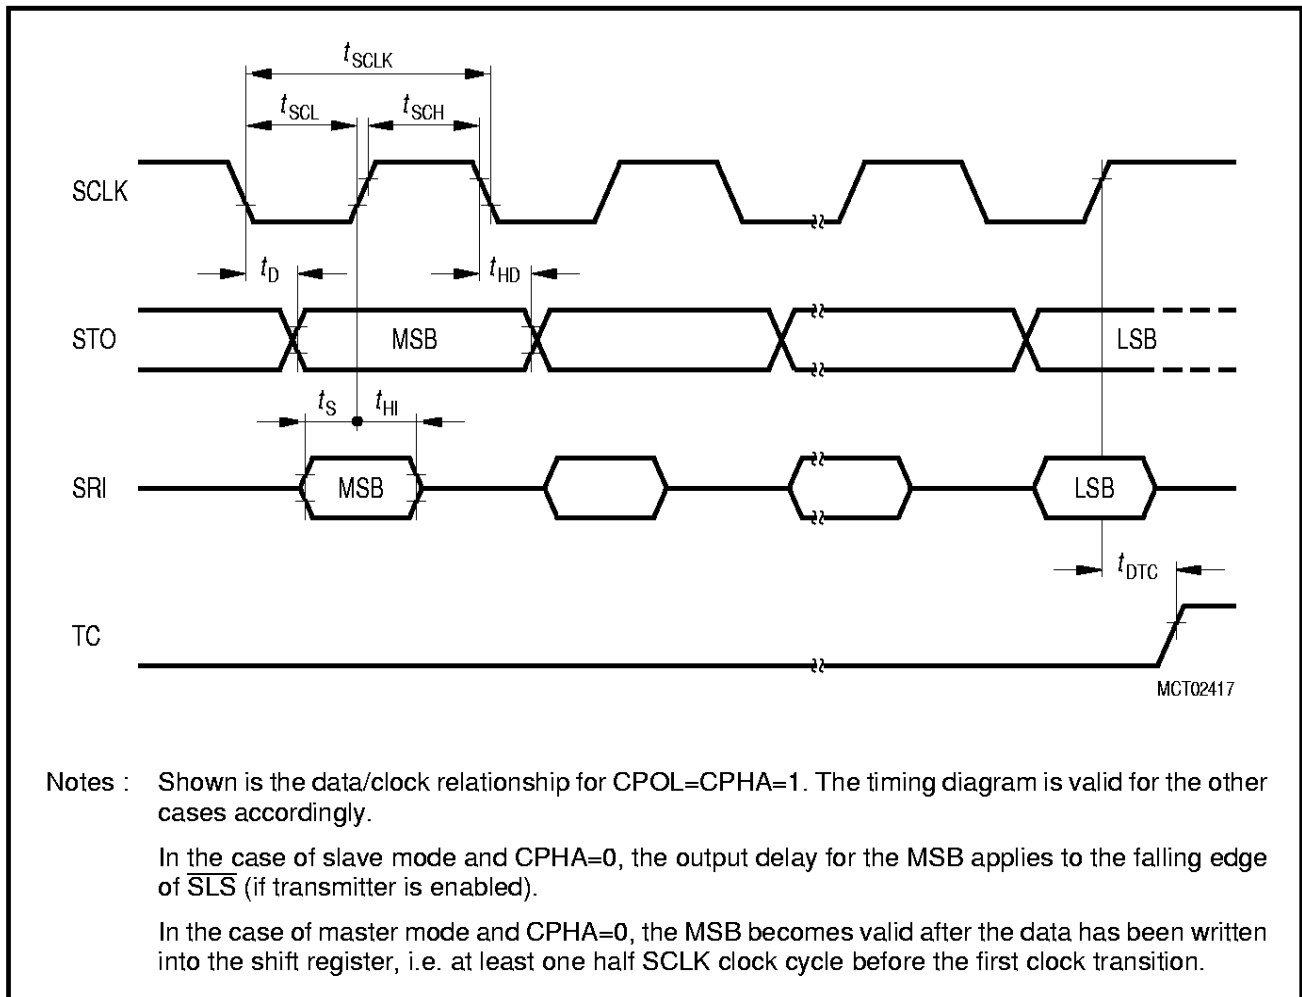 tSCLK
tSCL
tSCH
SCLK
tD
tHD
STO
MSB
LSB
tS
tHI
SRI
MSB
LSB
tDTC
TC
MCT02417
Notes : Shown is the data/clock relationship for CPOL=CPHA=1. The timing diagram is valid for the other
cases accordingly.
In the case of slave mode and CPHA=0, the output delay for the MSB applies to the falling edge
of S̅L̅S̅ (if transmitter is enabled).
In the case of master mode and CPHA=0, the MSB becomes valid after the data has been written
into the shift register, i.e. at least one half SCLK clock cycle before the first clock transition.